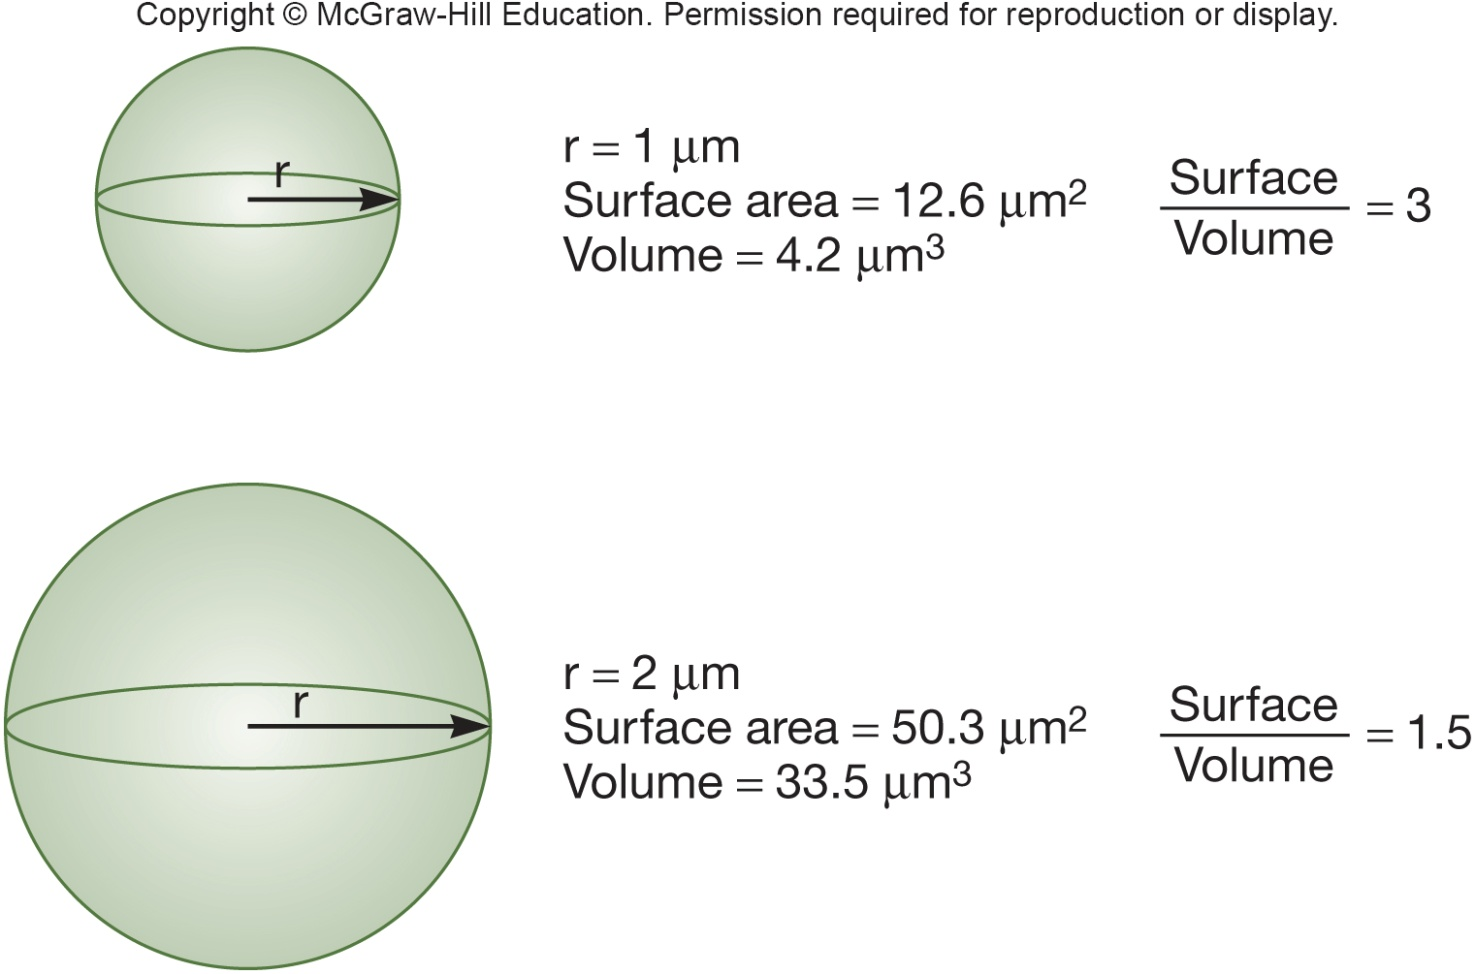 Copyright © McGraw-Hill Education. Permission required for reproduction or display.
r
r = 1 μm
Surface area = 12.6 μm²
Volume = 4.2 μm³
Surface
Volume
= 3
r
r = 2 μm
Surface area = 50.3 μm²
Volume = 33.5 μm³
Surface
Volume
= 1.5